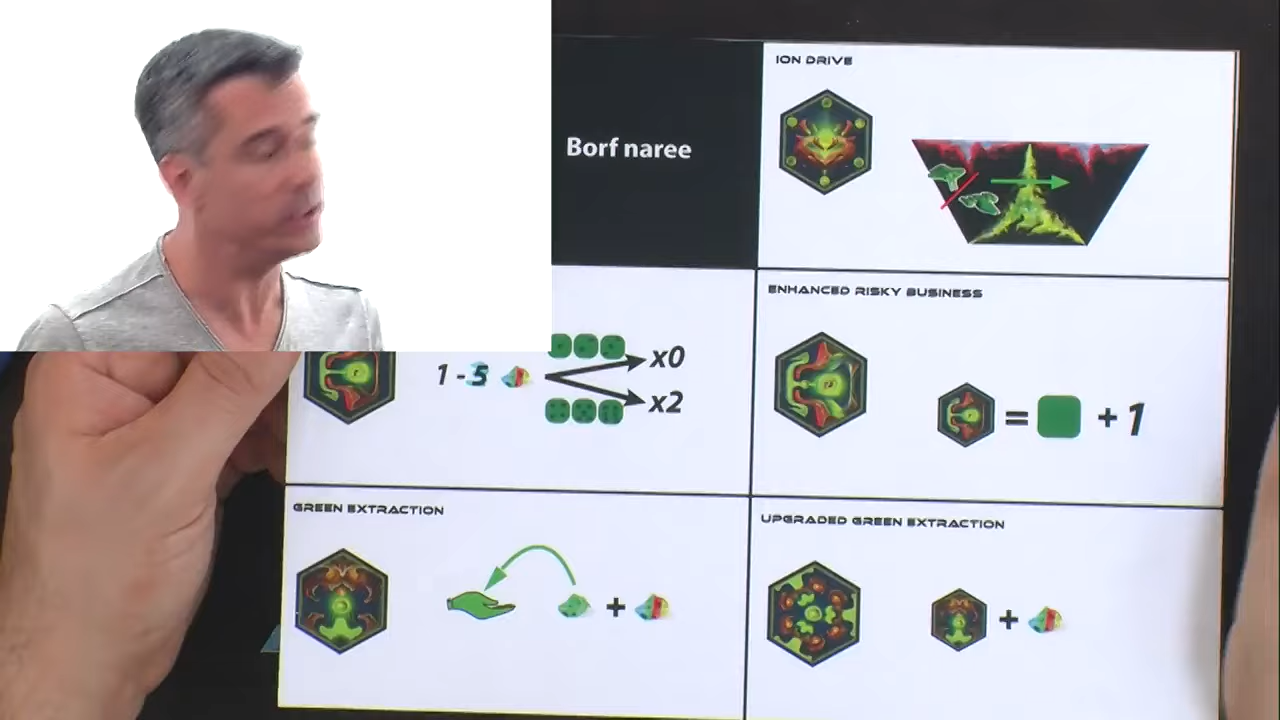 Borf naree
ION DRIVE
1 - 5
x0
x2
ENHANCED RISKY BUSINESS
= + 1
GREEN EXTRACTION
+
UPGRADED GREEN EXTRACTION
+